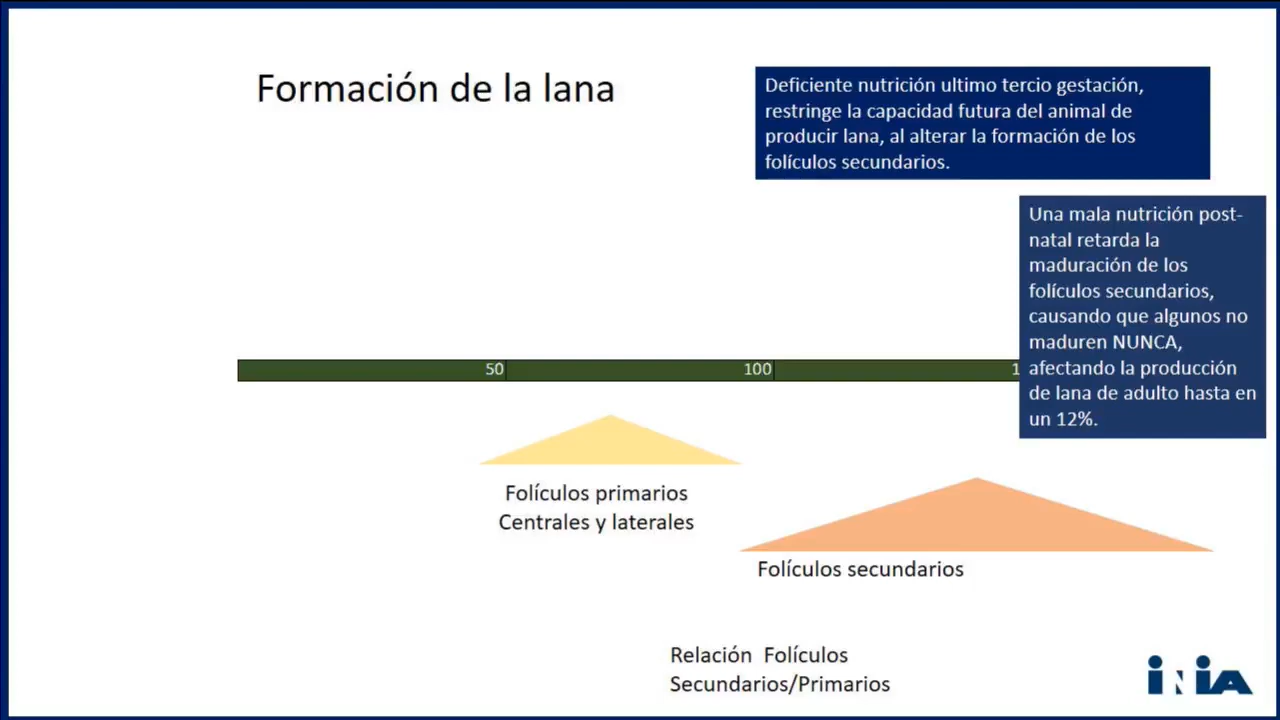 Formación de la lana
Deficiente nutrición ultimo tercio gestación,
restringe la capacidad futura del animal de
producir lana, al alterar la formación de los
folículos secundarios.
Una mala nutrición post-
natal retarda la
maduración de los
folículos secundarios,
causando que algunos no
maduren NUNCA,
afectando la producción
de lana de adulto hasta en
un 12%.
50
100
1
Folículos primarios
Centrales y laterales
Folículos secundarios
Relación Folículos
Secundarios/Primarios
INIA